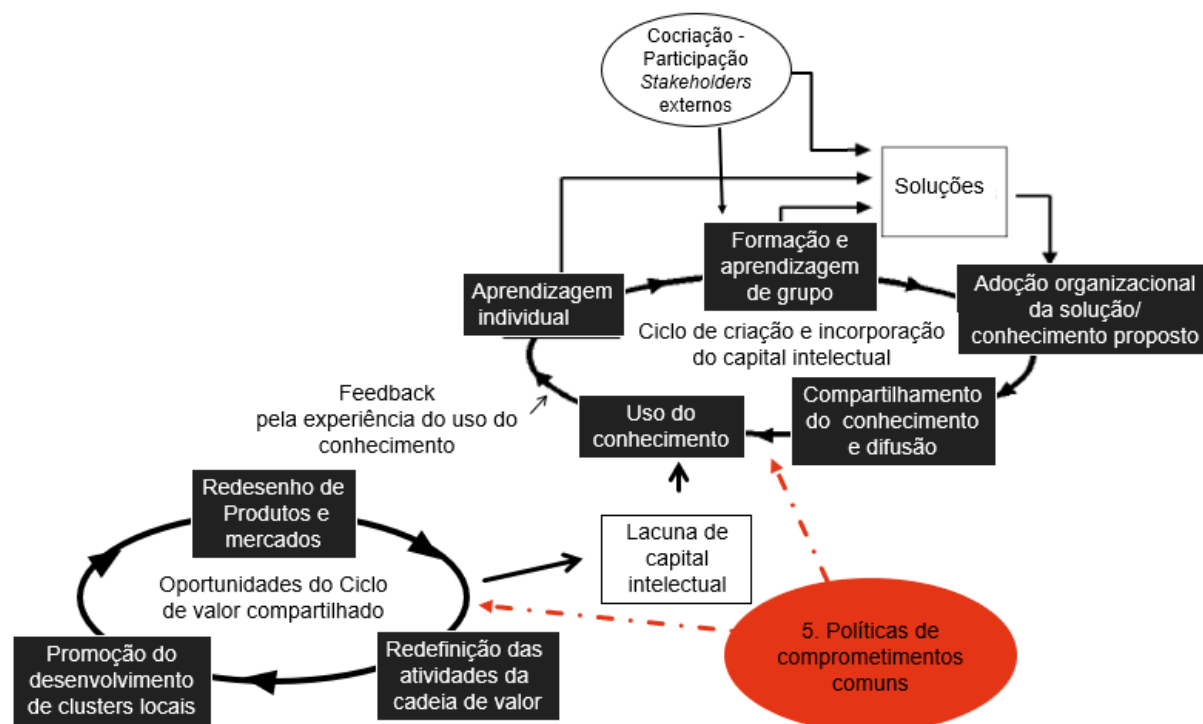 Cocriação -
Participação
Stakeholders
externos
Soluções
Formação e
aprendizagem
de grupo
Aprendizagem
individual
Adoção organizacional
da solução/
conhecimento proposto
Ciclo de criação e incorporação
do capital intelectual
Feedback
pela experiência do uso do
conhecimento
Uso do
conhecimento
Compartilhamento
do conhecimento
e difusão
Redesenho de
Produtos e
mercados
Lacuna de
capital
intelectual
Oportunidades do Ciclo
de valor compartilhado
5. Políticas de
comprometimentos
comuns
Promoção do
desenvolvimento
de clusters locais
Redefinição das
atividades da
cadeia de valor